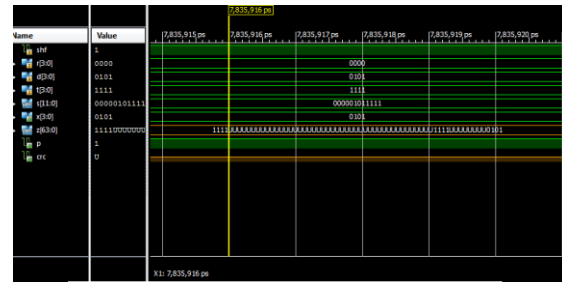 7,835,916 ps
Name Value 7,835,915 ps 7,835,916 ps 7,835,917 ps 7,835,918 ps 7,835,919 ps 7,835,920 ps
shf 1
r[3:0] 0000 0000
d[3:0] 0101 0101
t[3:0] 1111 1111
t[11:0] 00000101111 000001011111
x[3:0] 0101 0101
z[63:0]
p 1
crc U
X1: 7,835,916 ps